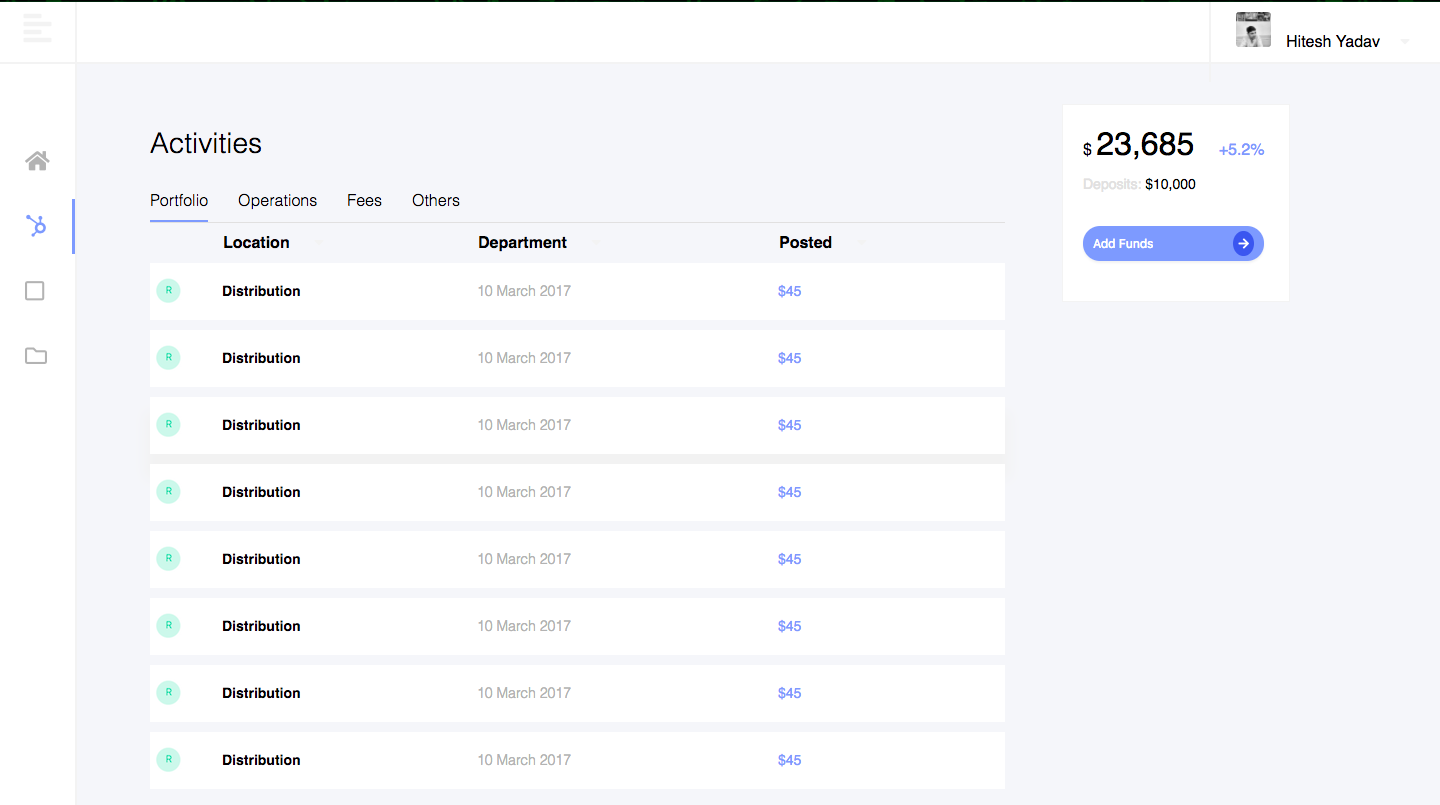 Hitesh Yadav
Activities
$ 23,685 +5.2%
Deposits: $10,000
Add Funds
Portfolio Operations Fees Others
Location Department Posted
R Distribution 10 March 2017 $45
R Distribution 10 March 2017 $45
R Distribution 10 March 2017 $45
R Distribution 10 March 2017 $45
R Distribution 10 March 2017 $45
R Distribution 10 March 2017 $45
R Distribution 10 March 2017 $45
R Distribution 10 March 2017 $45